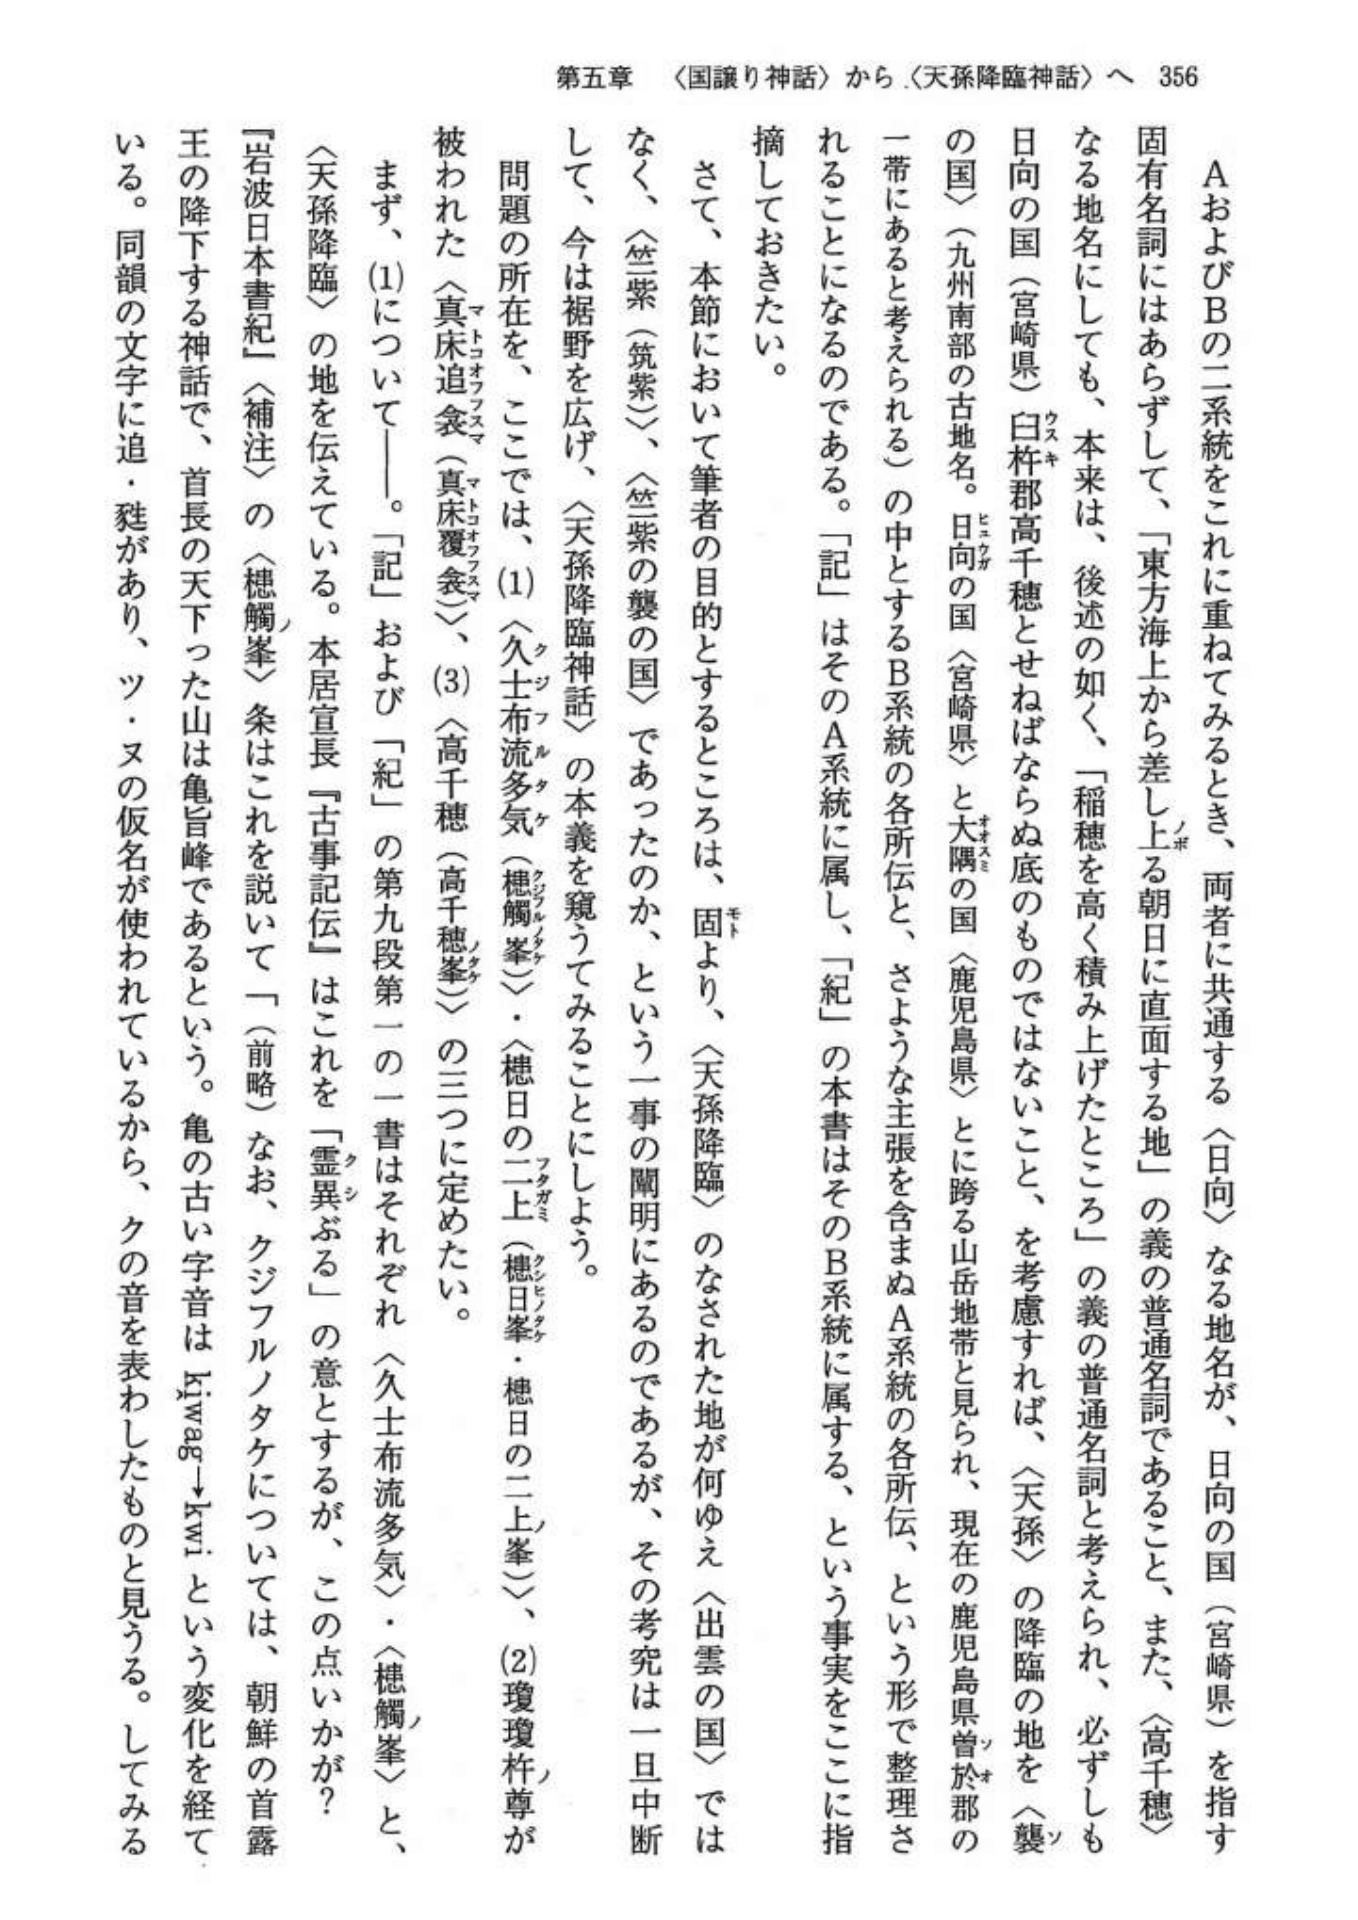 第五章　〈国譲り神話〉から〈天孫降臨神話〉へ　356
　AおよびBの二系統をこれに重ねてみるとき、両者に共通する〈日向〉なる地名が、日向の国（宮崎県）を指す
固有名詞にはあらずして、「東方海上から差し上る朝日に直面する地」の義の普通名詞であること、また、〈高千穂〉
なる地名にしても、本来は、後述の如く、「稲穂を高く積み上げたところ」の義の普通名詞と考えられ、必ずしも
日向の国（宮崎県）臼杵郡高千穂とせねばならぬ底のものではないこと、を考慮すれば、〈天孫〉の降臨の地を〈襲
の国〉（九州南部の古地名。日向の国〈宮崎県〉と大隅の国〈鹿児島県〉とに跨る山岳地帯と見られ、現在の鹿児島県曽於郡の
一帯にあると考えられる）の中とするB系統の各所伝と、さような主張を含まぬA系統の各所伝、という形で整理さ
れることになるのである。「記」はそのA系統に属し、「紀」の本書はそのB系統に属する、という事実をここに指
摘しておきたい。
　さて、本節において筆者の目的とするところは、固より、〈天孫降臨〉のなされた地が何ゆえ〈出雲の国〉では
なく、〈竺紫（筑紫）〉、〈竺紫の襲の国〉であったのか、という一事の闡明にあるのであるが、その考究は一旦中断
して、今は裾野を広げ、〈天孫降臨神話〉の本義を窺うてみることにしよう。
　問題の所在を、ここでは、(1)〈久士布流多気（槵觸峯）〉・〈槵日の二上（槵日峯・槵日の二上峯）〉、(2)瓊瓊杵尊が
被われた〈真床追衾（真床覆衾）〉、(3)〈高千穂（高千穂峯）〉の三つに定めたい。
　まず、(1)について――。「記」および「紀」の第九段第一の一書はそれぞれ〈久士布流多気〉・〈槵觸峯〉と、
〈天孫降臨〉の地を伝えている。本居宣長『古事記伝』はこれを「霊異ぶる」の意とするが、この点いかが？
『岩波日本書紀』〈補注〉の〈槵觸峯〉条はこれを説いて「（前略）なお、クジフルノタケについては、朝鮮の首露
王の降下する神話で、首長の天下った山は亀旨峰であるという。亀の古い字音は ki̯wag→kwi という変化を経て
いる。同韻の文字に追・甤があり、ツ・ヌの仮名が使われているから、クの音を表わしたものと見うる。してみる